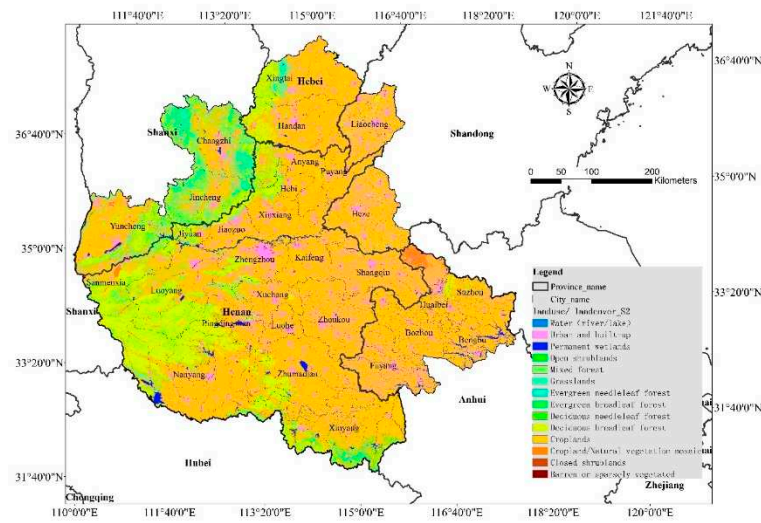 111°40'0"E 113°20'0"E 115°0'0"E 116°40'0"E 118°20'0"E 120°0'0"E 121°40'0"E
36°40'0"N
Xingtai
Hebei
N
W E
S
36°40'0"N
Shanxi
Changzhi
Handan
Liaocheng
Shandong
Anyang
Puyang
0 50 100 200
Kilometers
35°0'0"N
Jincheng
Hebi
Yuncheng
Jiyuan
Jiaozuo
Xinxiang
Heze
35°0'0"N
Zhengzhou
Kaifeng
Sanmenxia
Luoyang
Shangqiu
Suzhou
Huaibei
33°20'0"N
Shanxi
Henan
Xuchang
Luohe
Zhoukou
Bozhou
Bengbu
33°20'0"N
Nanyang
Zhumadian
Fuyang
Xinyang
Anhui
31°40'0"N
31°40'0"N
Hubei
Chongqing
Zhejiang
Legend
Province_name
City_name
Water (river/lake)
Urban and built-up
Permanent wetlands
Open shrublands
Mixed forest
Grasslands
Evergreen needleleaf forest
Evergreen broadleaf forest
Deciduous needleleaf forest
Deciduous broadleaf forest
Croplands
Cropland/Natural vegetation mosaic
Closed shrublands
Barren or sparsely vegetated
110°0'0"E 111°40'0"E 113°20'0"E 115°0'0"E 116°40'0"E 118°20'0"E 120°0'0"E